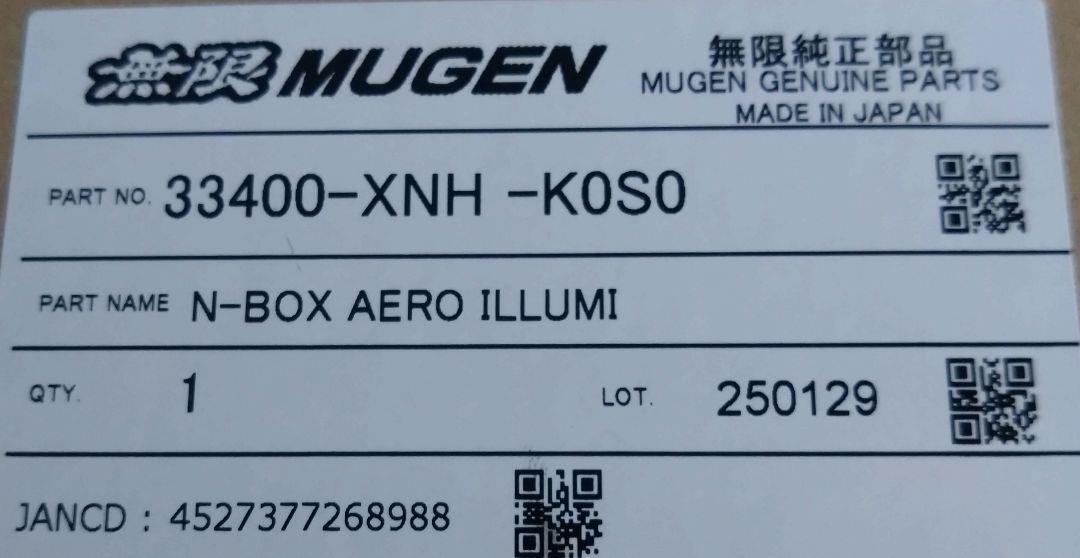 無限 MUGEN
無限純正部品
MUGEN GENUINE PARTS
MADE IN JAPAN
PART NO. 33400-XNH -K0S0
PART NAME N-BOX AERO ILLUMI
QTY. 1 LOT. 250129
JANCD : 4527377268988